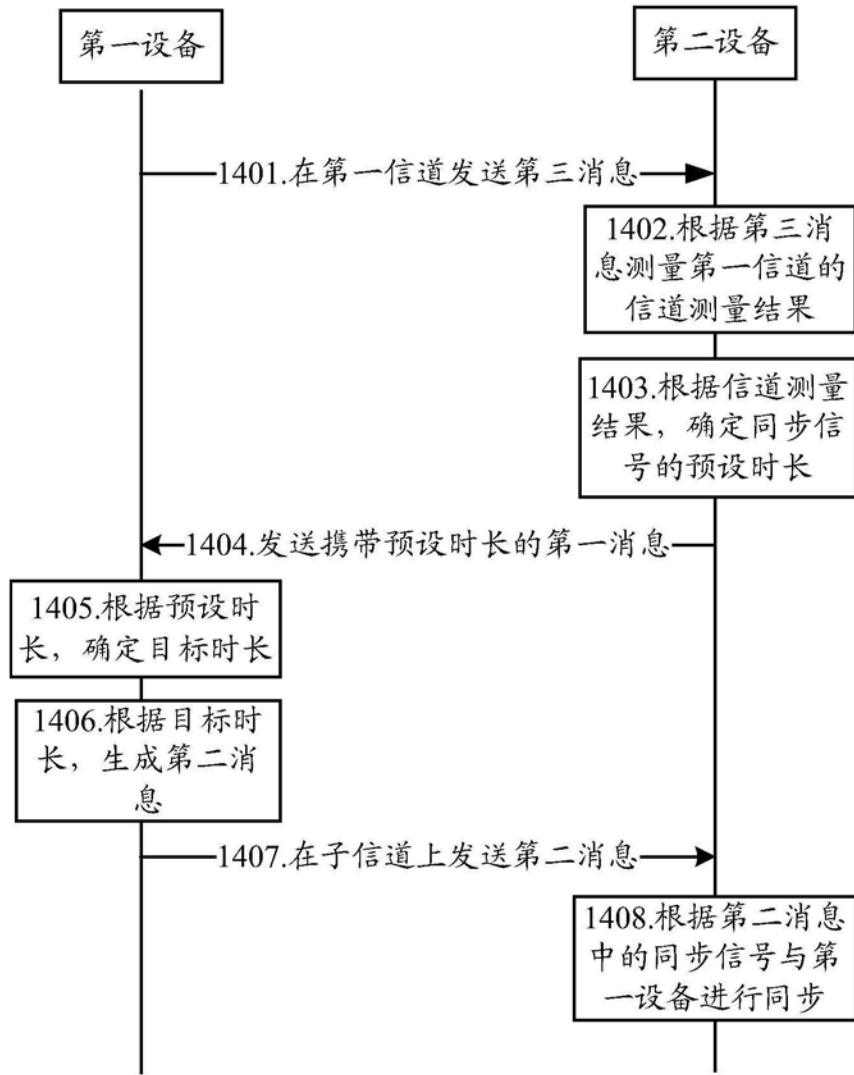 第一设备
第二设备
1401.在第一信道发送第三消息
1402.根据第三消
息测量第一信道的
信道测量结果
1403.根据信道测量
结果，确定同步信
号的预设时长
1404.发送携带预设时长的第一消息
1405.根据预设时
长，确定目标时长
1406.根据目标时
长，生成第二消
息
1407.在子信道上发送第二消息
1408.根据第二消息
中的同步信号与第
一设备进行同步